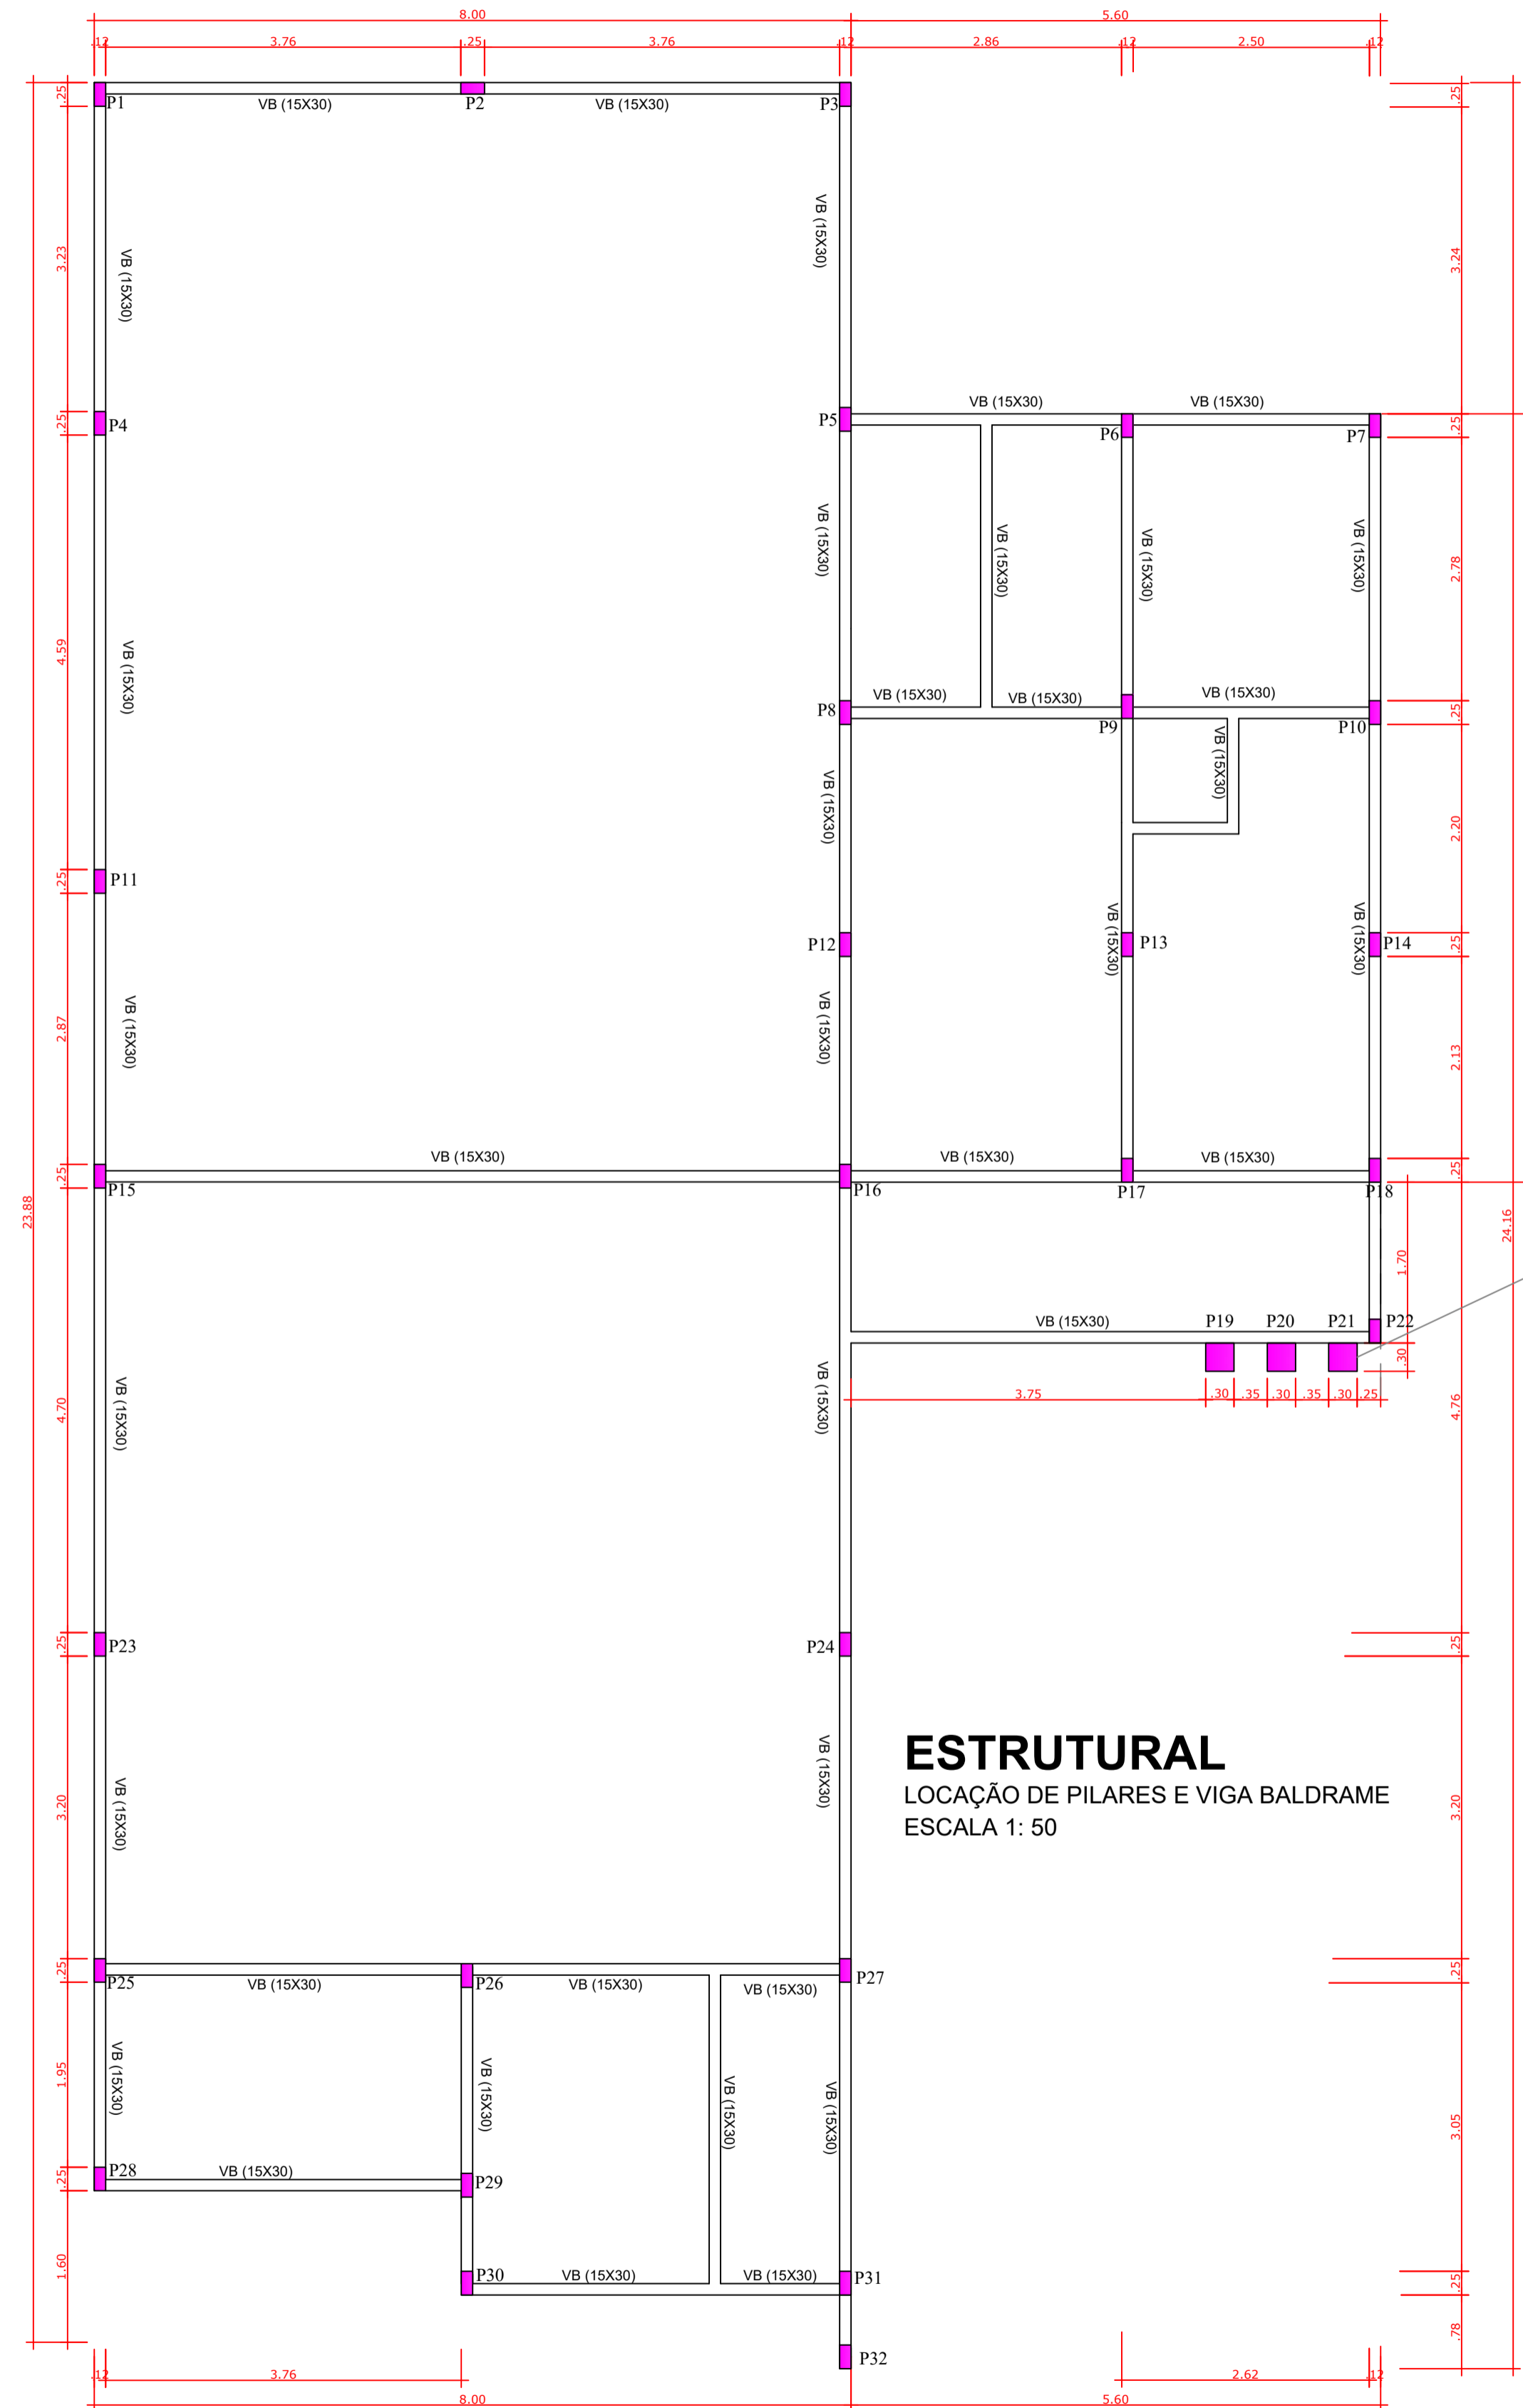 8.00
5.60
.12
3.76
.25
3.76
.12
2.86
.12
2.50
.12
.25
P1
VB (15X30)
P2
VB (15X30)
P3
.25
3.23
VB (15X30)
VB (15X30)
3.24
.25
P4
P5
VB (15X30)
P6
VB (15X30)
P7
.25
4.59
VB (15X30)
VB (15X30)
VB (15X30)
VB (15X30)
VB (15X30)
2.78
P8
VB (15X30)
VB (15X30)
P9
VB (15X30)
P10
.25
VB (15X30)
VB (15X30)
2.20
.25
P11
P12
VB (15X30)
P13
VB (15X30)
P14
.25
2.87
VB (15X30)
VB (15X30)
2.13
.25
P15
VB (15X30)
P16
VB (15X30)
P17
VB (15X30)
P18
.25
23.88
24.16
1.70
VB (15X30)
P19
P20
P21
P22
.30
3.75
.30
.35
.30
.35
.30
.25
4.70
VB (15X30)
VB (15X30)
4.76
.25
P23
P24
.25
ESTRUTURAL
LOCAÇÃO DE PILARES E VIGA BALDRAME
ESCALA 1: 50
3.20
VB (15X30)
VB (15X30)
3.20
.25
P25
VB (15X30)
P26
VB (15X30)
VB (15X30)
P27
.25
1.95
VB (15X30)
VB (15X30)
VB (15X30)
VB (15X30)
3.05
.25
P28
VB (15X30)
P29
1.60
P30
VB (15X30)
VB (15X30)
P31
.25
.78
P32
.12
3.76
2.62
.12
8.00
5.60